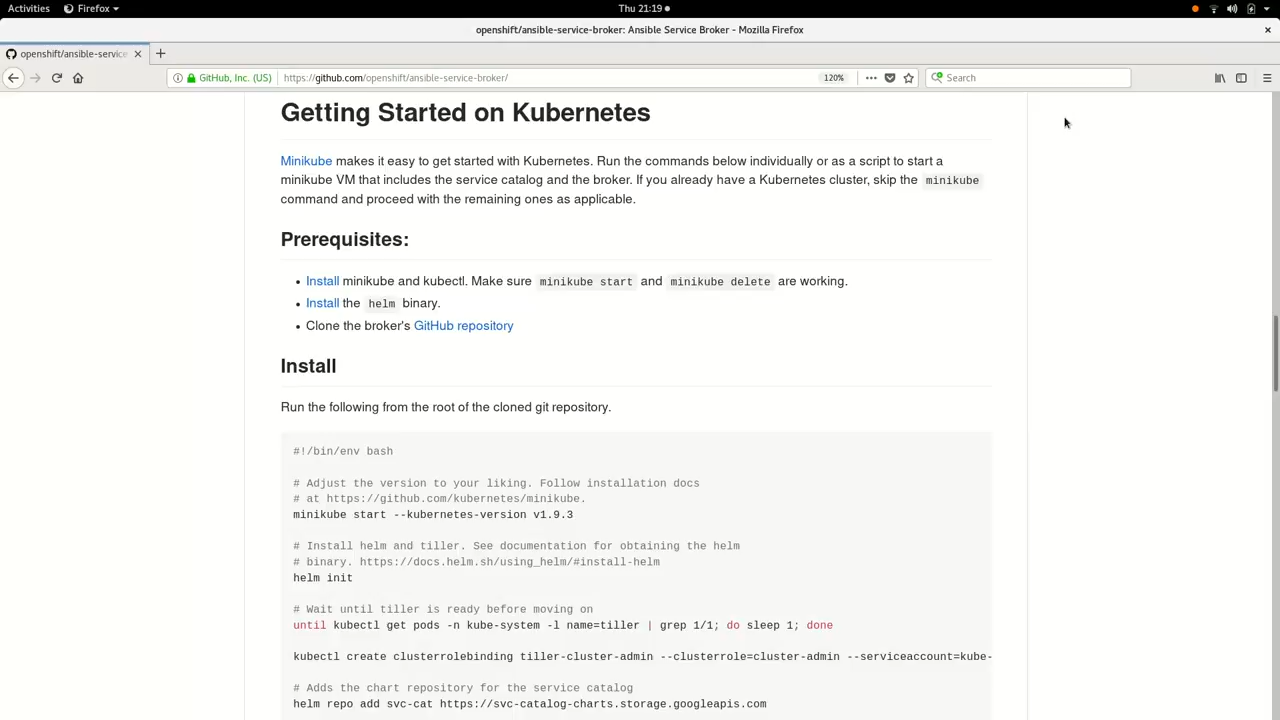 Activities Firefox Thu 21:19
openshift/ansible-service-broker: Ansible Service Broker - Mozilla Firefox
openshift/ansible-service
GitHub, Inc. (US) https://github.com/openshift/ansible-service-broker/ 120% Search
Getting Started on Kubernetes
Minikube makes it easy to get started with Kubernetes. Run the commands below individually or as a script to start a
minikube VM that includes the service catalog and the broker. If you already have a Kubernetes cluster, skip the minikube
command and proceed with the remaining ones as applicable.
Prerequisites:
• Install minikube and kubectl. Make sure minikube start and minikube delete are working.
• Install the helm binary.
• Clone the broker's GitHub repository
Install
Run the following from the root of the cloned git repository.
#!/bin/env bash
# Adjust the version to your liking. Follow installation docs
# at https://github.com/kubernetes/minikube.
minikube start --kubernetes-version v1.9.3
# Install helm and tiller. See documentation for obtaining the helm
# binary. https://docs.helm.sh/using_helm/#install-helm
helm init
# Wait until tiller is ready before moving on
until kubectl get pods -n kube-system -l name=tiller | grep 1/1; do sleep 1; done
kubectl create clusterrolebinding tiller-cluster-admin --clusterrole=cluster-admin --serviceaccount=kube-
# Adds the chart repository for the service catalog
helm repo add svc-cat https://svc-catalog-charts.storage.googleapis.com